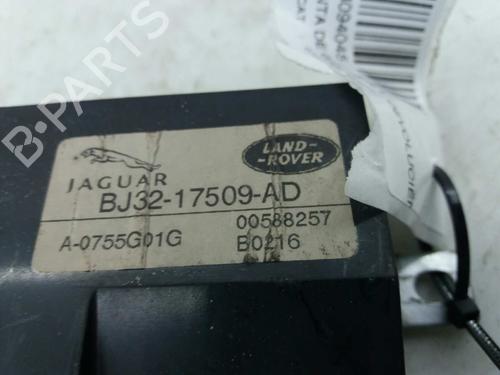 B-PARTS
JAGUAR
LAND-
-ROVER
BJ32-17509-AD
A-0755G01G
00588257
B0216